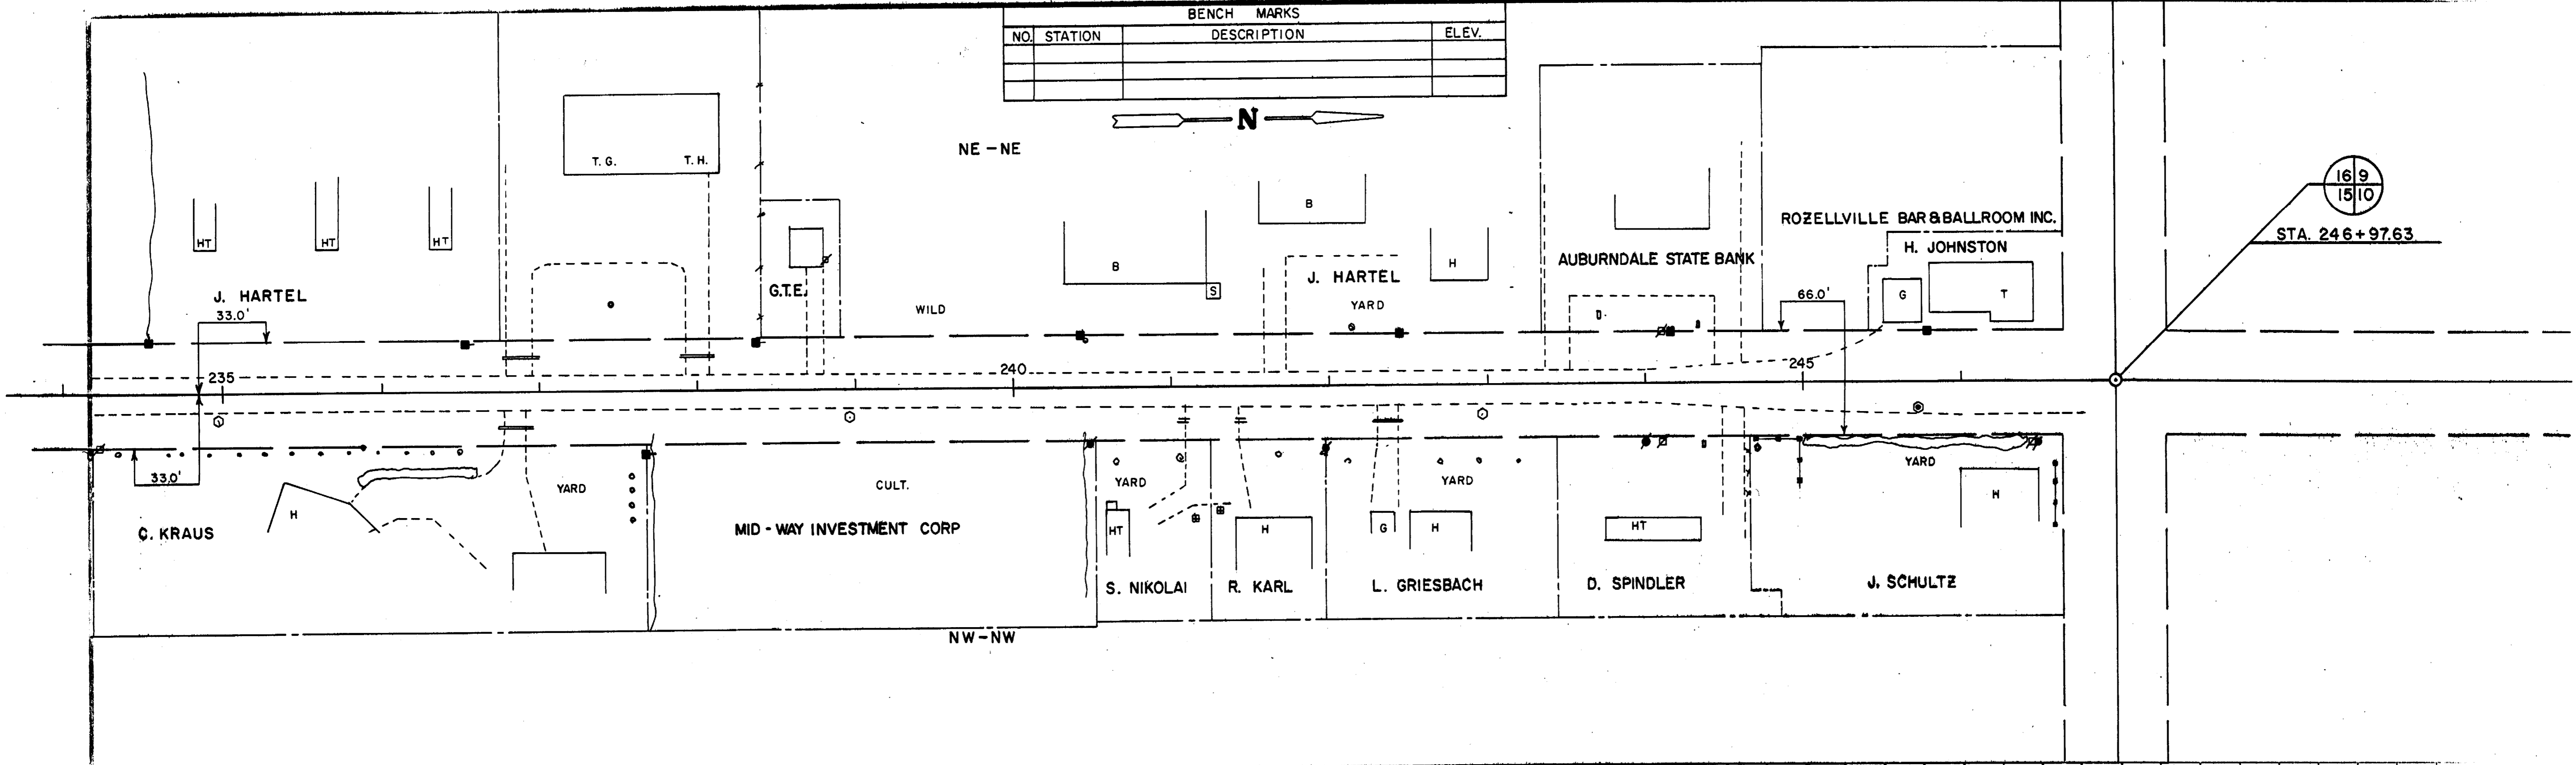 BENCH MARKS
NO. STATION DESCRIPTION ELEV.
N
NE - NE
T. G. T. H.
B
HT HT HT
16 9
15 10
ROZELLVILLE BAR & BALLROOM INC.
STA. 246+97.63
H. JOHNSTON
AUBURNDALE STATE BANK
B
H
J. HARTEL
S
G.T.E.
J. HARTEL
G T
66.0'
YARD
WILD
33.0'
235 240 245
33.0'
YARD
CULT.
YARD
YARD
YARD
H
H
C. KRAUS
MID - WAY INVESTMENT CORP
HT
H
G H
HT
S. NIKOLAI R. KARL L. GRIESBACH D. SPINDLER J. SCHULTZ
NW - NW